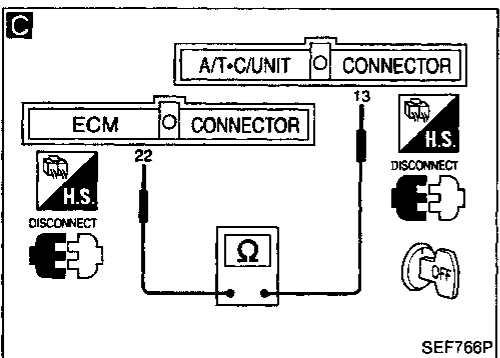 C
A/T•C/UNIT CONNECTOR
13
H.S.
DISCONNECT
ECM CONNECTOR
22
H.S.
DISCONNECT
Ω
OFF
SEF766P